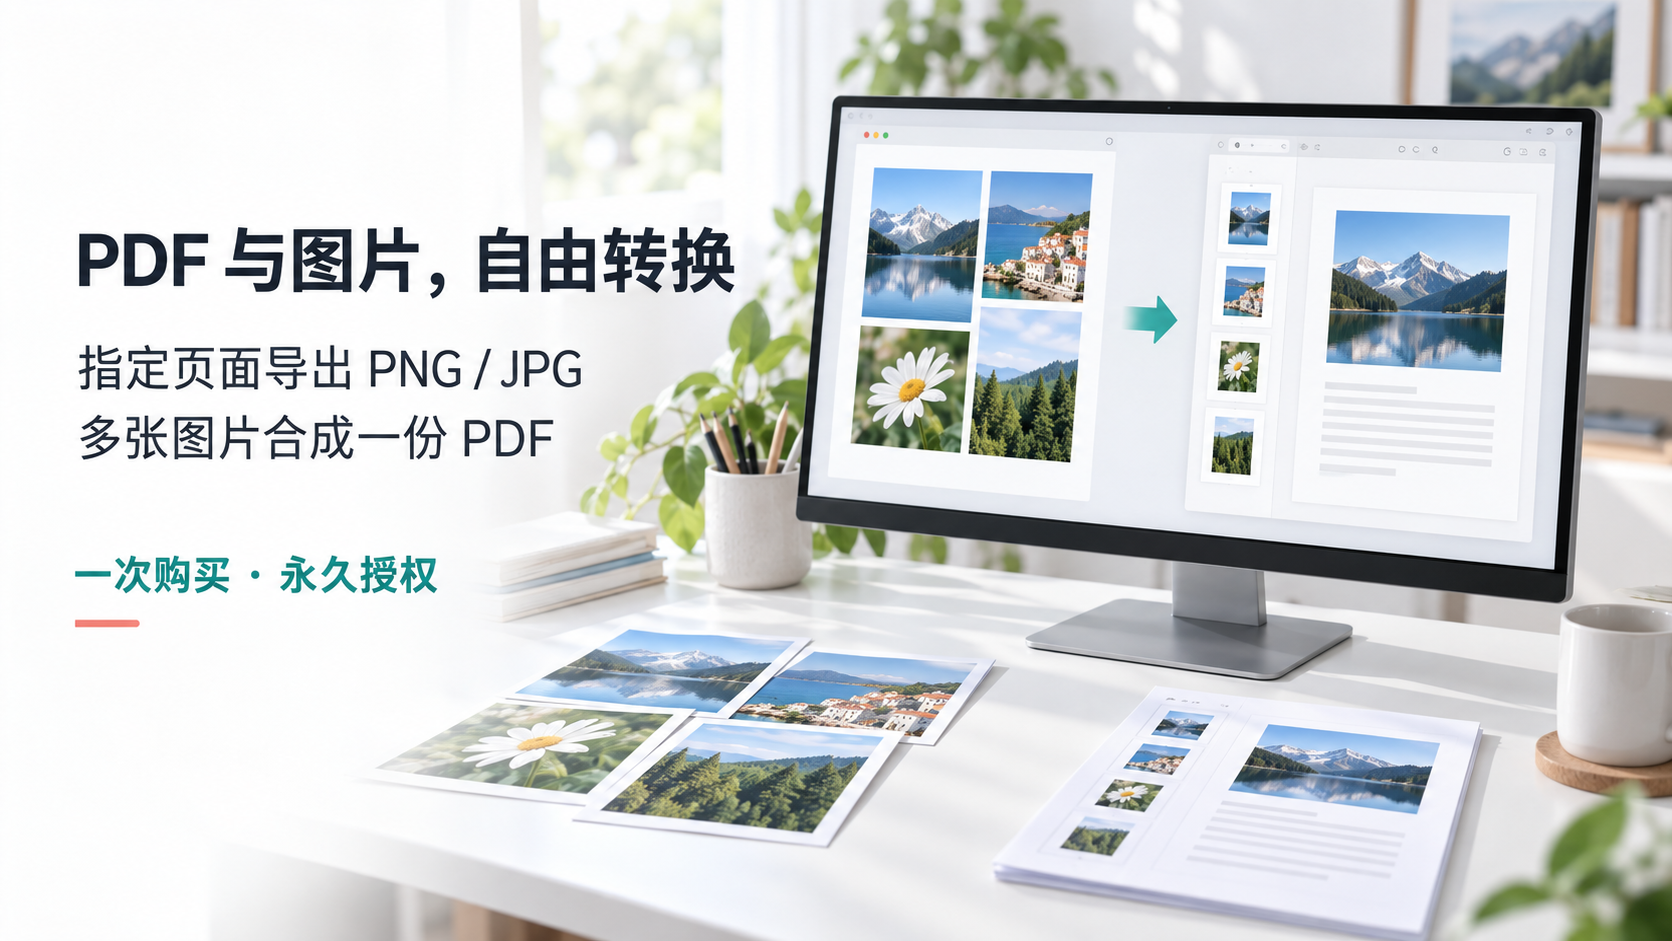 PDF 与图片，自由转换
指定页面导出 PNG / JPG
多张图片合成一份 PDF
一次购买 · 永久授权